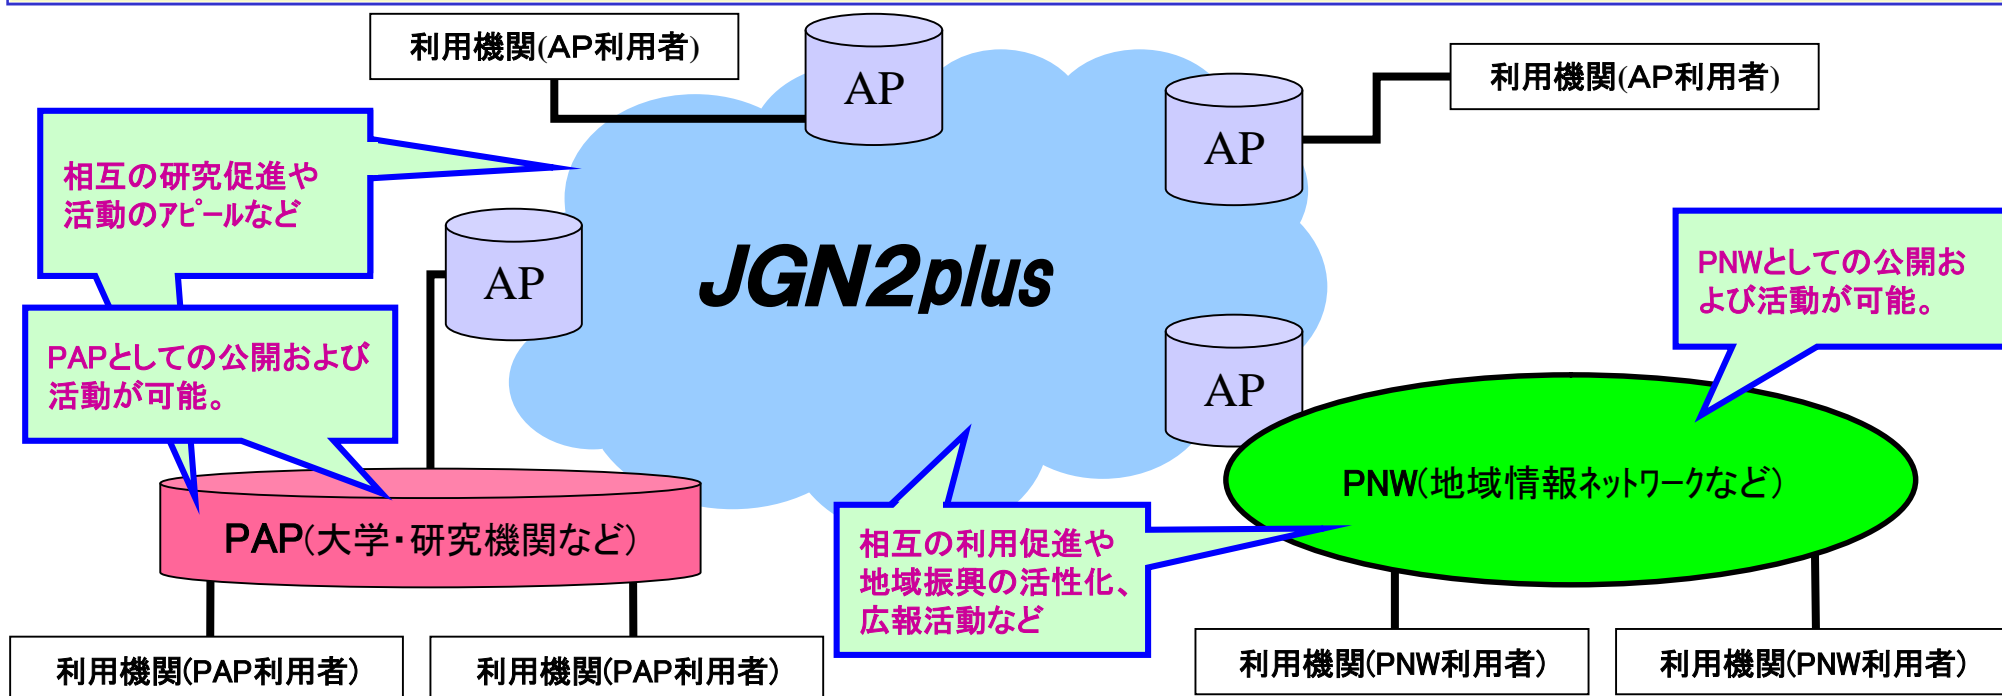 利用機関(AP利用者)
AP
利用機関(AP利用者)
AP
相互の研究促進や
活動のｱﾋﾟｰﾙなど
AP
JGN2plus
PNWとしての公開お
よび活動が可能。
PAPとしての公開および
活動が可能。
AP
PNW(地域情報ﾈｯﾄﾜｰｸなど)
PAP(大学・研究機関など)
相互の利用促進や
地域振興の活性化、
広報活動など
利用機関(PAP利用者)
利用機関(PAP利用者)
利用機関(PNW利用者)
利用機関(PNW利用者)